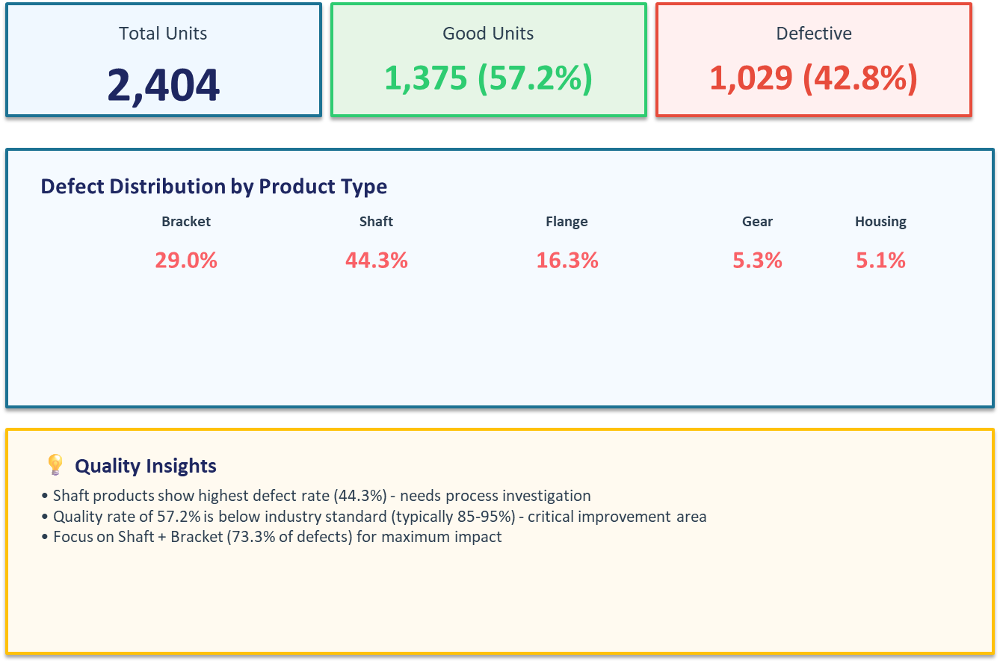 Total Units
2,404
Good Units
1,375 (57.2%)
Defective
1,029 (42.8%)
Defect Distribution by Product Type
Bracket Shaft Flange Gear Housing
29.0% 44.3% 16.3% 5.3% 5.1%
Quality Insights
• Shaft products show highest defect rate (44.3%) - needs process investigation
• Quality rate of 57.2% is below industry standard (typically 85-95%) - critical improvement area
• Focus on Shaft + Bracket (73.3% of defects) for maximum impact